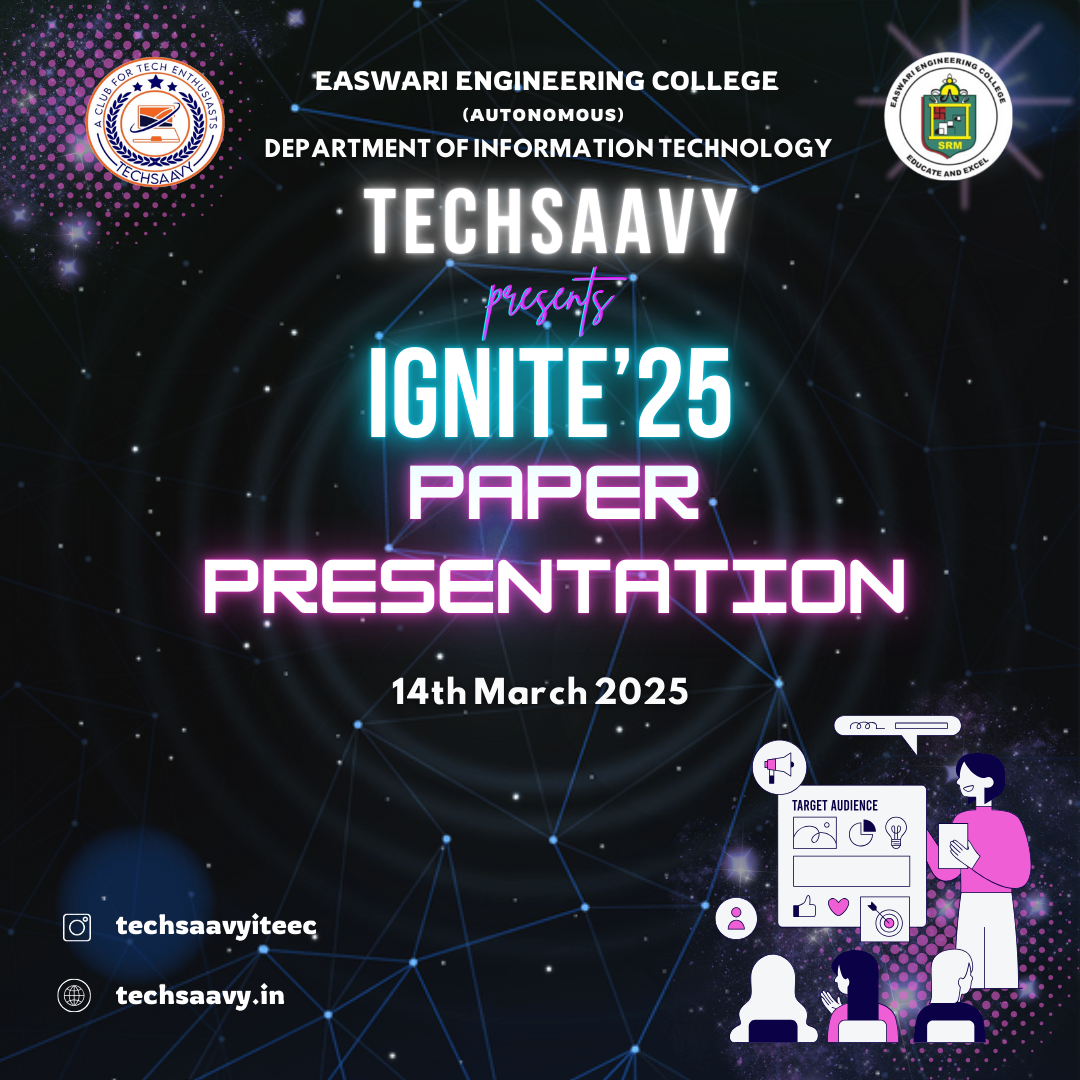 A CLUB FOR TECH ENTHUSIASTS
TECHSAAVY
EASWARI ENGINEERING COLLEGE
(AUTONOMOUS)
DEPARTMENT OF INFORMATION TECHNOLOGY
EASWARI ENGINEERING COLLEGE
SRM
EDUCATE AND EXCEL
TECHSAAVY
presents
IGNITE’25
PAPER
PRESENTATION
14th March 2025
TARGET AUDIENCE
techsaavyiteec
techsaavy.in